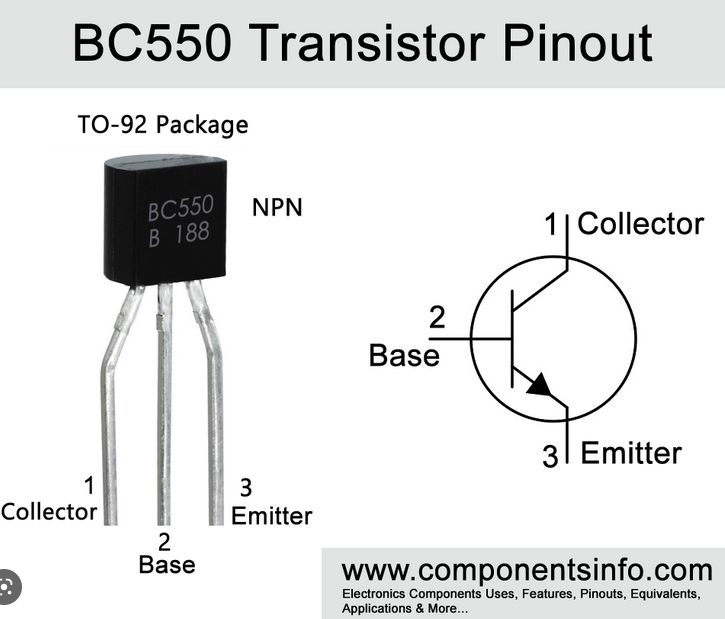 BC550 Transistor Pinout
TO-92 Package
BC550
B 188
NPN
1
Collector
2
Base
3
Emitter
1 Collector
2
Base
3 Emitter
www.componentsinfo.com
Electronics Components Uses, Features, Pinouts, Equivalents,
Applications & More...